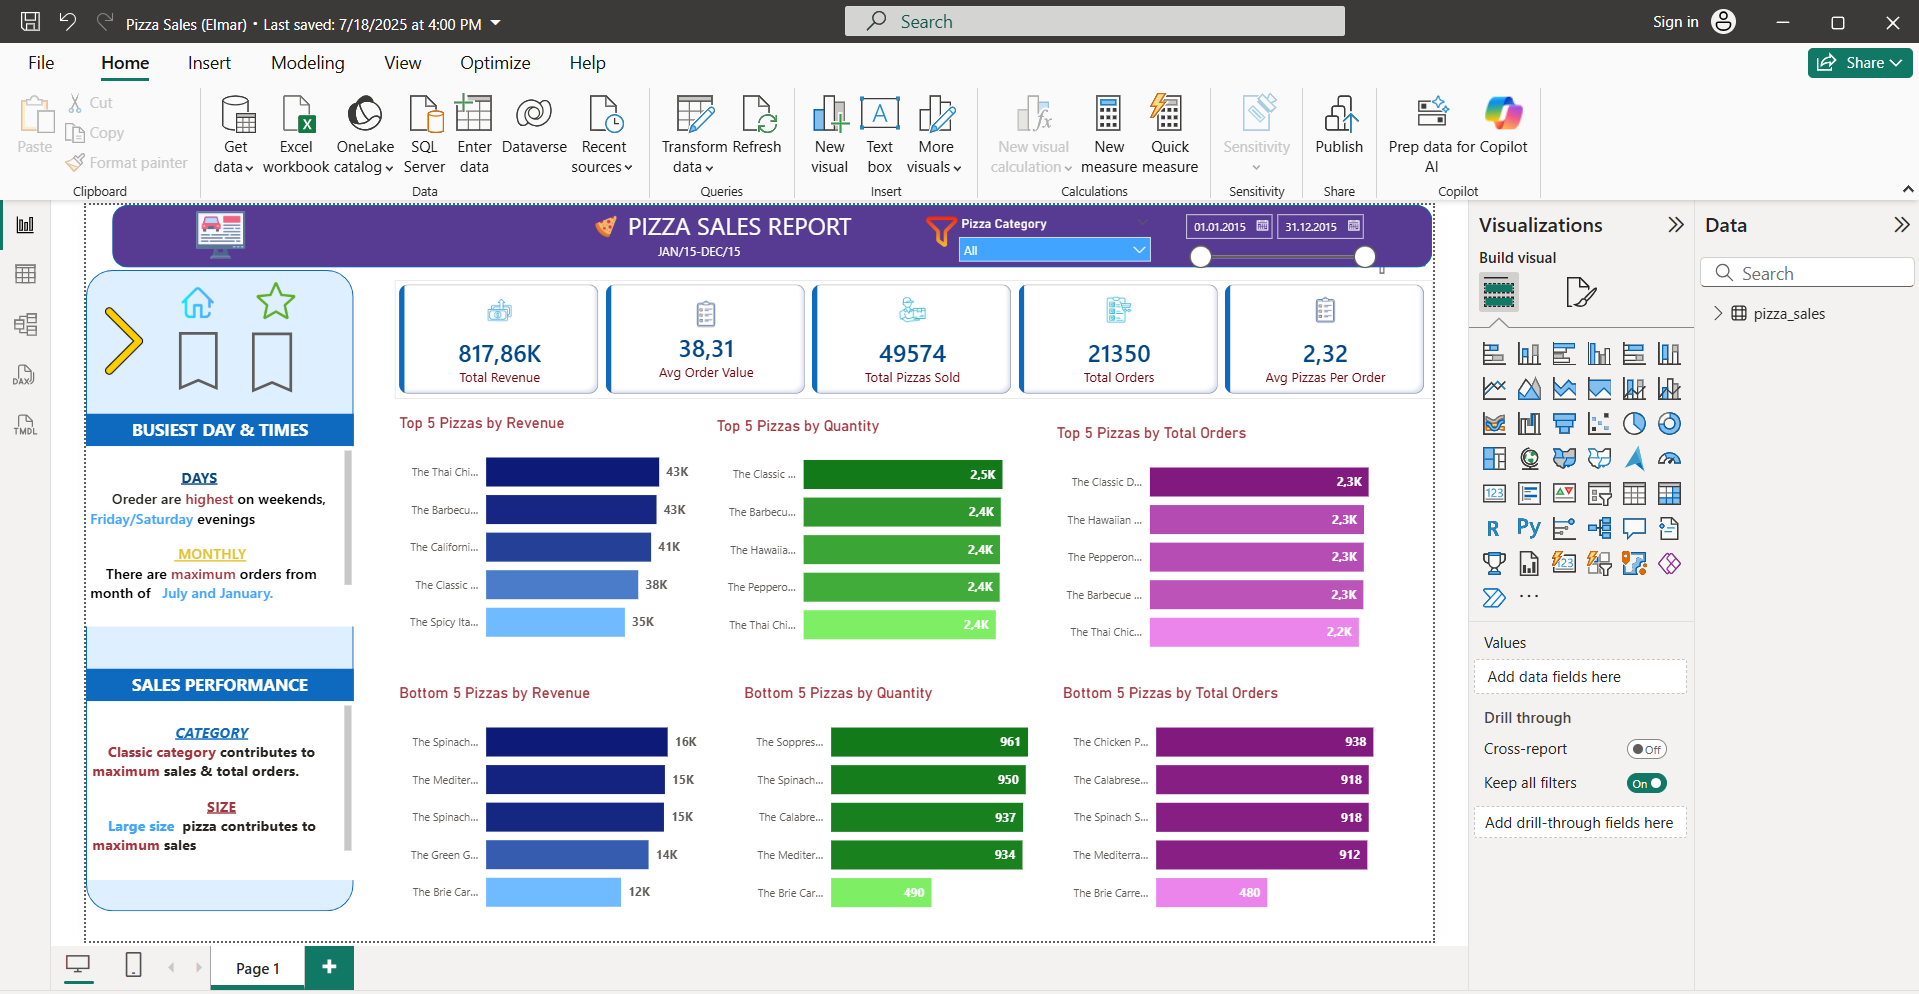 Pizza Sales (Elmar) • Last saved: 7/18/2025 at 4:00 PM
Search
Sign in
File Home Insert Modeling View Optimize Help
Share
Paste
Cut
Copy
Format painter
Clipboard
Get data
Excel workbook
OneLake catalog
SQL Server
Enter data
Dataverse
Recent sources
Data
Transform data
Refresh
Queries
New visual
Text box
More visuals
Insert
New visual calculation
New measure
Quick measure
Calculations
Sensitivity
Sensitivity
Publish
Share
Prep data for AI
Copilot
Copilot
DAX
TMDL
PIZZA SALES REPORT
JAN/15-DEC/15
Pizza Category
All
01.01.2015
31.12.2015
BUSIEST DAY & TIMES
DAYS
Oreder are highest on weekends,
Friday/Saturday evenings
MONTHLY
There are maximum orders from
month of July and January.
SALES PERFORMANCE
CATEGORY
Classic category contributes to
maximum sales & total orders.
SIZE
Large size pizza contributes to
maximum sales
817,86K
Total Revenue
38,31
Avg Order Value
49574
Total Pizzas Sold
21350
Total Orders
2,32
Avg Pizzas Per Order
Top 5 Pizzas by Revenue
The Thai Chi... 43K
The Barbecu... 43K
The Californi... 41K
The Classic ... 38K
The Spicy Ita... 35K
Top 5 Pizzas by Quantity
The Classic ... 2,5K
The Barbecu... 2,4K
The Hawaiia... 2,4K
The Peppero... 2,4K
The Thai Chi... 2,4K
Top 5 Pizzas by Total Orders
The Classic D... 2,3K
The Hawaiian ... 2,3K
The Pepperon... 2,3K
The Barbecue ... 2,3K
The Thai Chic... 2,2K
Bottom 5 Pizzas by Revenue
The Spinach... 16K
The Mediter... 15K
The Spinach... 15K
The Green G... 14K
The Brie Car... 12K
Bottom 5 Pizzas by Quantity
The Soppres... 961
The Spinach... 950
The Calabre... 937
The Mediter... 934
The Brie Car... 490
Bottom 5 Pizzas by Total Orders
The Chicken P... 938
The Calabrese... 918
The Spinach S... 918
The Mediterra... 912
The Brie Carre... 480
Visualizations
Build visual
123
R
Py
123
...
Values
Add data fields here
Drill through
Cross-report
Off
Keep all filters
On
Add drill-through fields here
Data
Search
pizza_sales
Page 1